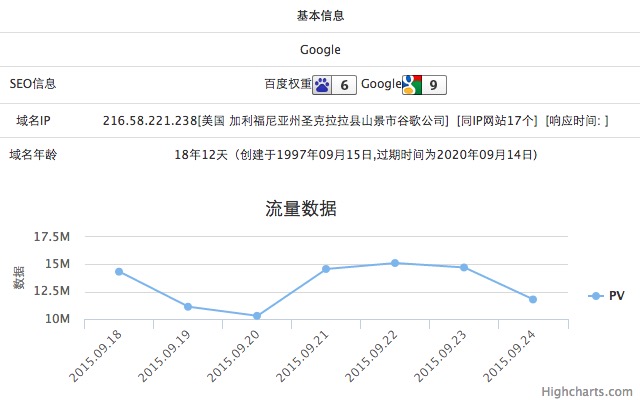 基本信息
Google
SEO信息 百度权重 6 Google 9
域名IP 216.58.221.238[美国 加利福尼亚州圣克拉拉县山景市谷歌公司] [同IP网站17个] [响应时间: ]
域名年龄 18年12天（创建于1997年09月15日,过期时间为2020年09月14日)
流量数据
数据
17.5M
15M
12.5M
10M
PV
2015.09.18 2015.09.19 2015.09.20 2015.09.21 2015.09.22 2015.09.23 2015.09.24
Highcharts.com